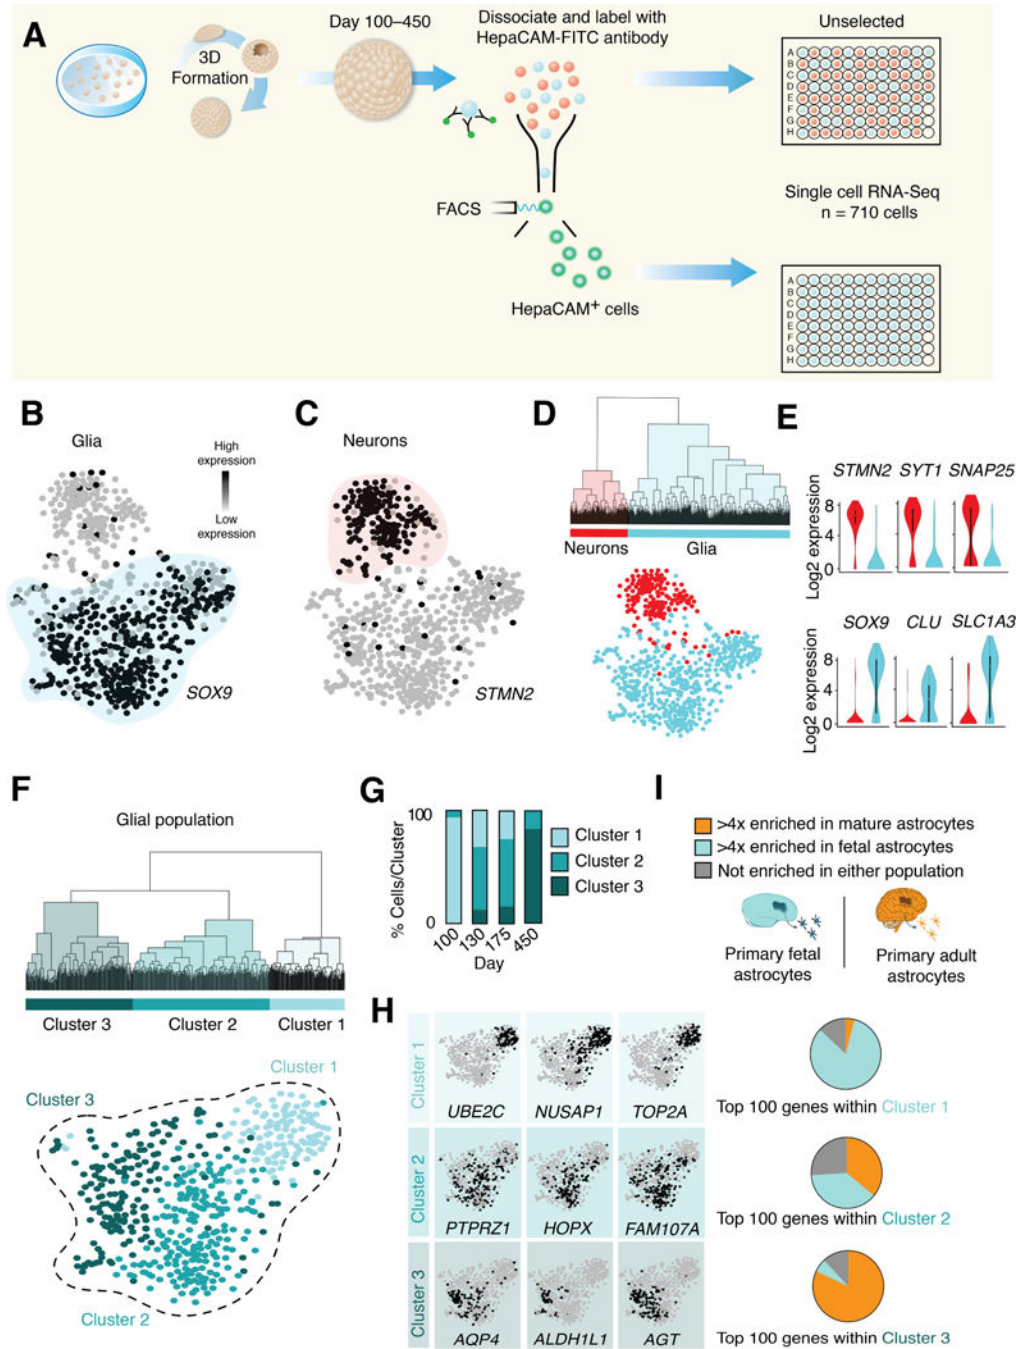 A
3D
Formation
Day 100–450
Dissociate and label with
HepaCAM-FITC antibody
FACS
HepaCAM+ cells
Unselected
A
B
C
D
E
F
G
H
Single cell RNA-Seq
n = 710 cells
A
B
C
D
E
F
G
H
B
Glia
High
expression
Low
expression
SOX9
C
Neurons
STMN2
D
Neurons
Glia
E
STMN2 SYT1 SNAP25
Log2 expression
8
4
0
SOX9 CLU SLC1A3
Log2 expression
8
4
0
F
Glial population
Cluster 3
Cluster 2
Cluster 1
Cluster 1
Cluster 3
Cluster 2
G
% Cells/Cluster
100
0
100
130
175
450
Day
Cluster 1
Cluster 2
Cluster 3
H
Cluster 1
UBE2C NUSAP1 TOP2A
Cluster 2
PTPRZ1 HOPX FAM107A
Cluster 3
AQP4 ALDH1L1 AGT
I
>4x enriched in mature astrocytes
>4x enriched in fetal astrocytes
Not enriched in either population
Primary fetal
astrocytes
Primary adult
astrocytes
Top 100 genes within Cluster 1
Top 100 genes within Cluster 2
Top 100 genes within Cluster 3